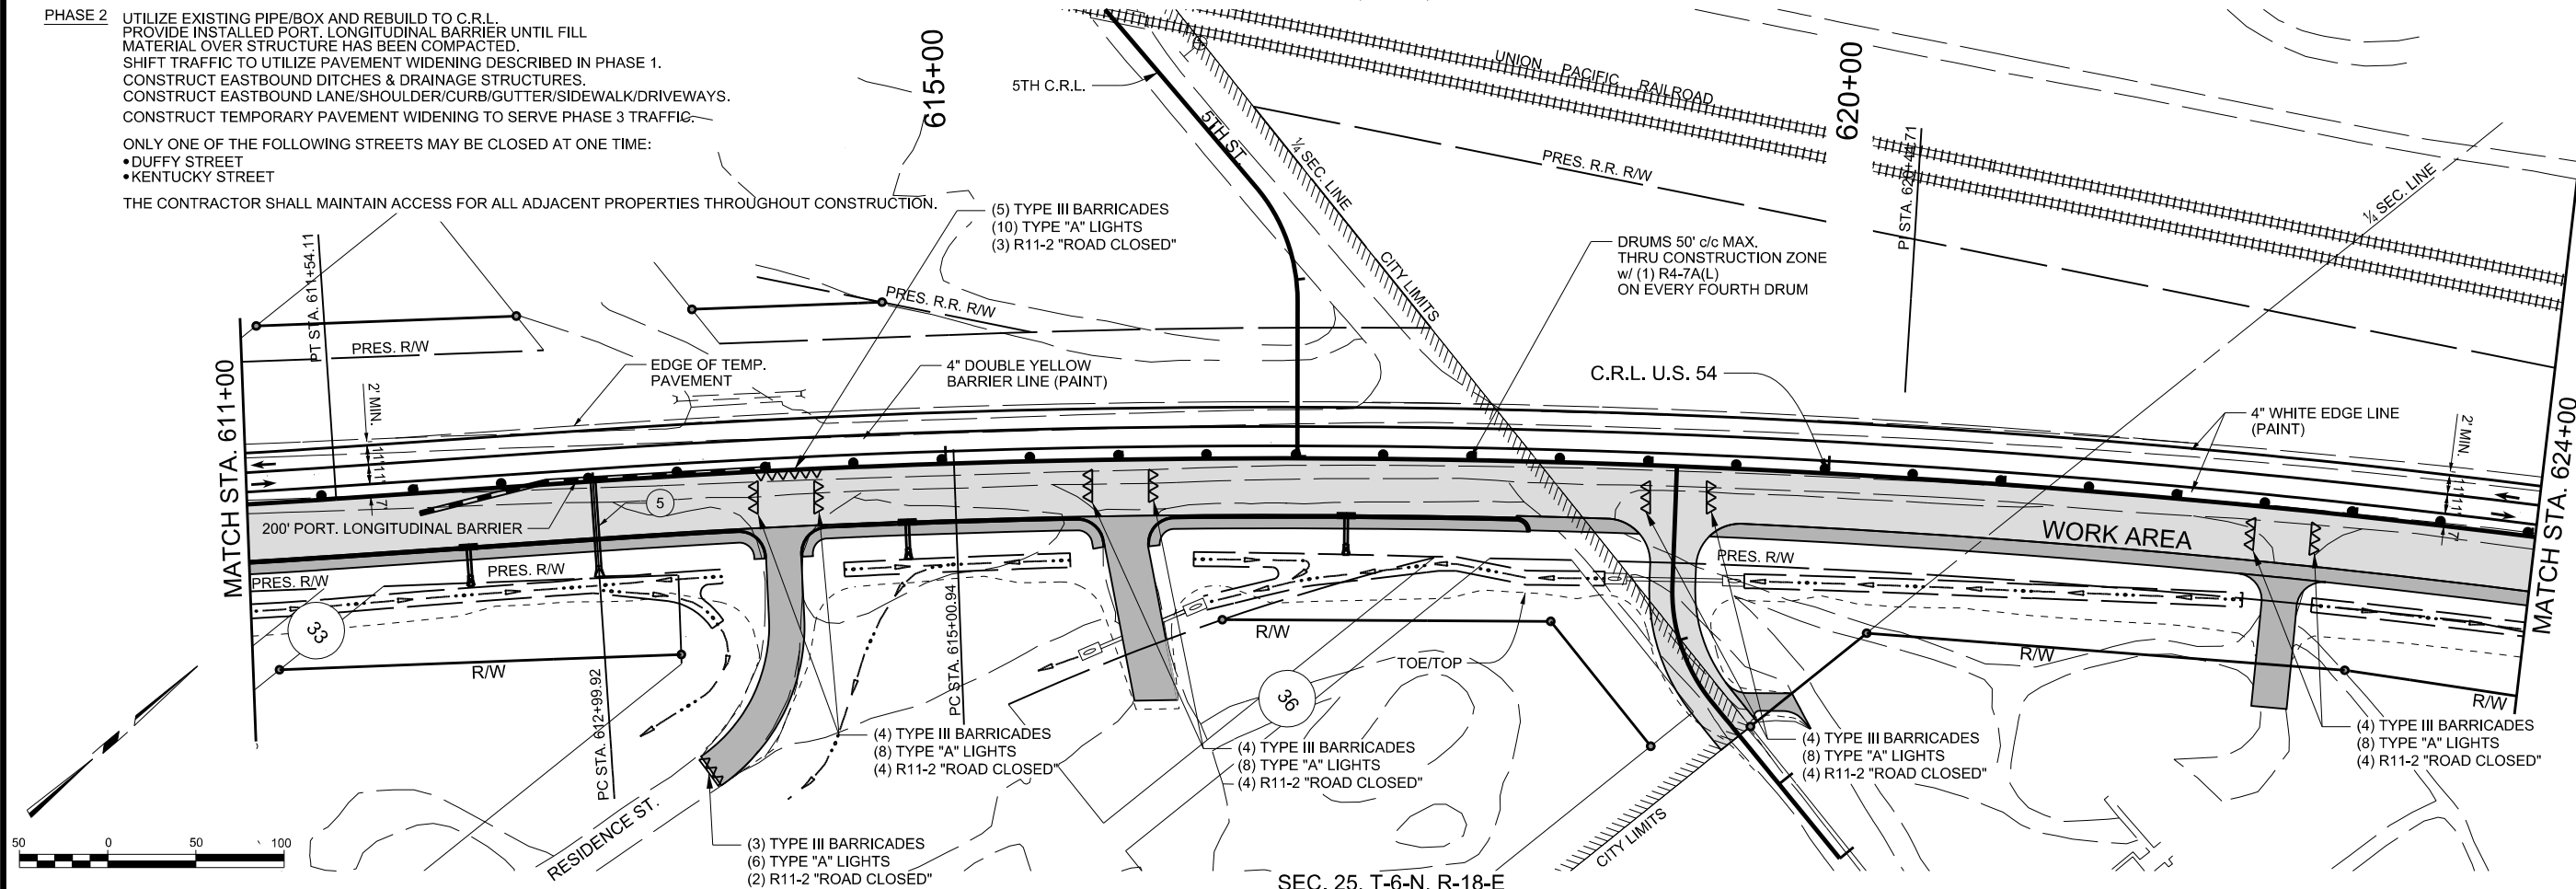 PHASE 2
UTILIZE EXISTING PIPE/BOX AND REBUILD TO C.R.L.
PROVIDE INSTALLED PORT. LONGITUDINAL BARRIER UNTIL FILL
MATERIAL OVER STRUCTURE HAS BEEN COMPACTED.
SHIFT TRAFFIC TO UTILIZE PAVEMENT WIDENING DESCRIBED IN PHASE 1.
CONSTRUCT EASTBOUND DITCHES & DRAINAGE STRUCTURES.
CONSTRUCT EASTBOUND LANE/SHOULDER/CURB/GUTTER/SIDEWALK/DRIVEWAYS.
CONSTRUCT TEMPORARY PAVEMENT WIDENING TO SERVE PHASE 3 TRAFFIC.
ONLY ONE OF THE FOLLOWING STREETS MAY BE CLOSED AT ONE TIME:
•DUFFY STREET
•KENTUCKY STREET
THE CONTRACTOR SHALL MAINTAIN ACCESS FOR ALL ADJACENT PROPERTIES THROUGHOUT CONSTRUCTION.
615+00
5TH C.R.L.
5TH ST.
¼ SEC. LINE
UNION PACIFIC RAILROAD
620+00
PRES. R.R. R/W
PI STA. 620+44.71
¼ SEC. LINE
(5) TYPE III BARRICADES
(10) TYPE "A" LIGHTS
(3) R11-2 "ROAD CLOSED"
DRUMS 50' c/c MAX.
THRU CONSTRUCTION ZONE
w/ (1) R4-7A(L)
ON EVERY FOURTH DRUM
CITY LIMITS
PT STA. 611+54.11
PRES. R.R. R/W
PRES. R/W
EDGE OF TEMP.
PAVEMENT
4" DOUBLE YELLOW
BARRIER LINE (PAINT)
C.R.L. U.S. 54
4" WHITE EDGE LINE
(PAINT)
MATCH STA. 611+00
2' MIN.
11'
11'
7'
2' MIN.
11'
11'
7'
MATCH STA. 624+00
5
200' PORT. LONGITUDINAL BARRIER
WORK AREA
PRES. R/W
PRES. R/W
PRES. R/W
33
R/W
R/W
TOE/TOP
R/W
R/W
36
PC STA. 612+99.92
PC STA. 615+00.94
(4) TYPE III BARRICADES
(8) TYPE "A" LIGHTS
(4) R11-2 "ROAD CLOSED"
(4) TYPE III BARRICADES
(8) TYPE "A" LIGHTS
(4) R11-2 "ROAD CLOSED"
(4) TYPE III BARRICADES
(8) TYPE "A" LIGHTS
(4) R11-2 "ROAD CLOSED"
(4) TYPE III BARRICADES
(8) TYPE "A" LIGHTS
(4) R11-2 "ROAD CLOSED"
RESIDENCE ST.
CITY LIMITS
(3) TYPE III BARRICADES
(6) TYPE "A" LIGHTS
(2) R11-2 "ROAD CLOSED"
50 0 50 100
SEC. 25, T-6-N, R-18-E